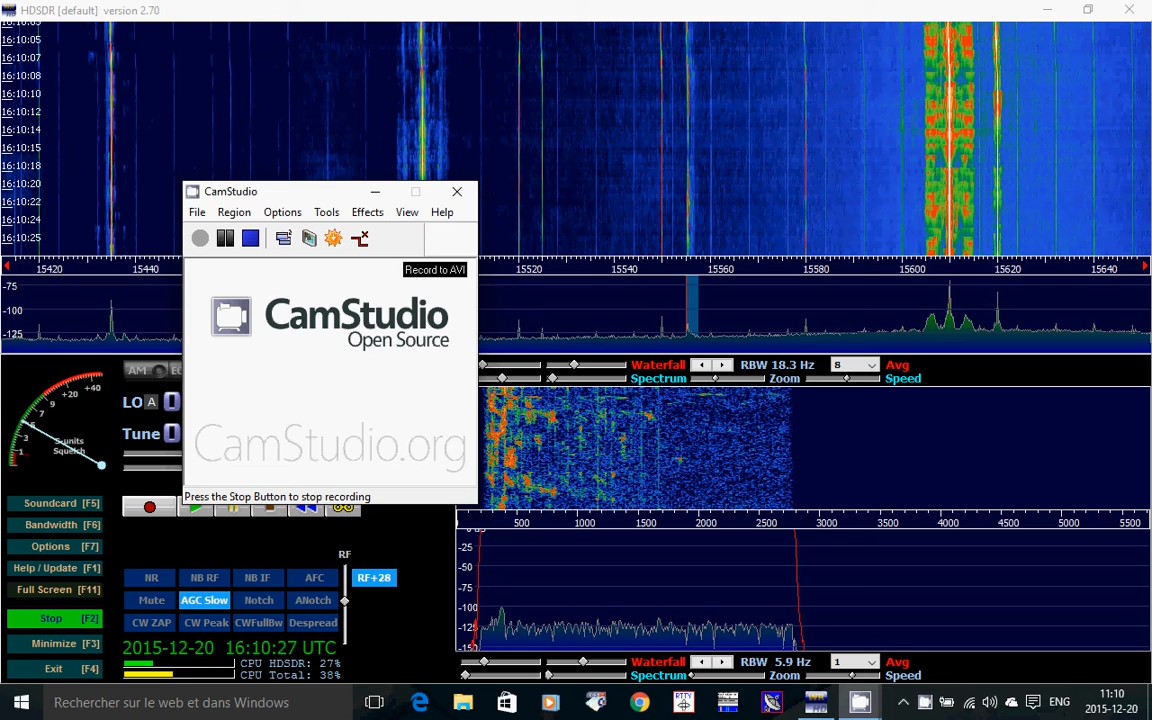 HDSDR [default] version 2.70
16:10:05
16:10:07
16:10:08
16:10:10
16:10:12
16:10:14
16:10:15
16:10:18
16:10:20
16:10:22
16:10:24
16:10:25
CamStudio
File Region Options Tools Effects View Help
Record to AVI
CamStudio
Open Source
CamStudio.org
Press the Stop Button to stop recording
15420 15440 15520 15540 15560 15580 15600 15620 15640
-75
-100
-125
Waterfall RBW 18.3 Hz 8 Avg
Spectrum Zoom Speed
+40
+20
9
7
5
3
1
S-units
Squelch
AM
LO A
Tune
500 1000 1500 2000 2500 3000 3500 4000 4500 5000 5500
-25
-50
-75
-100
-125
Soundcard [F5]
Bandwidth [F6]
Options [F7]
Help / Update [F1]
Full Screen [F11]
Stop [F2]
Minimize [F3]
Exit [F4]
RF
RF+28
NR NB RF NB IF AFC
Mute AGC Slow Notch ANotch
CW ZAP CW Peak CWFullBw Despread
2015-12-20 16:10:27 UTC
CPU HDSDR: 27%
CPU Total: 38%
Waterfall RBW 5.9 Hz 1 Avg
Spectrum Zoom Speed
Rechercher sur le web et dans Windows
RTTY
ENG
11:10
2015-12-20